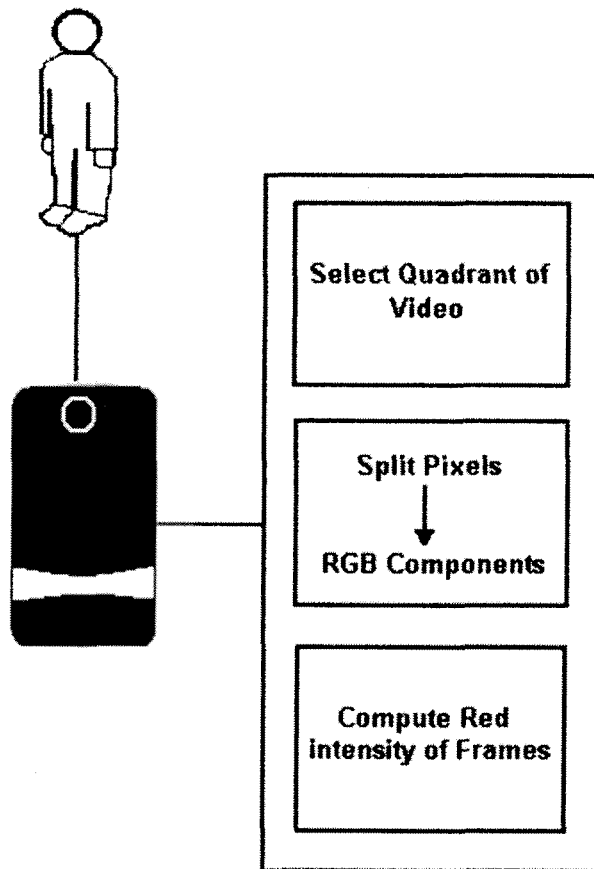 Select Quadrant of
Video
Split Pixels
RGB Components
Compute Red
intensity of Frames